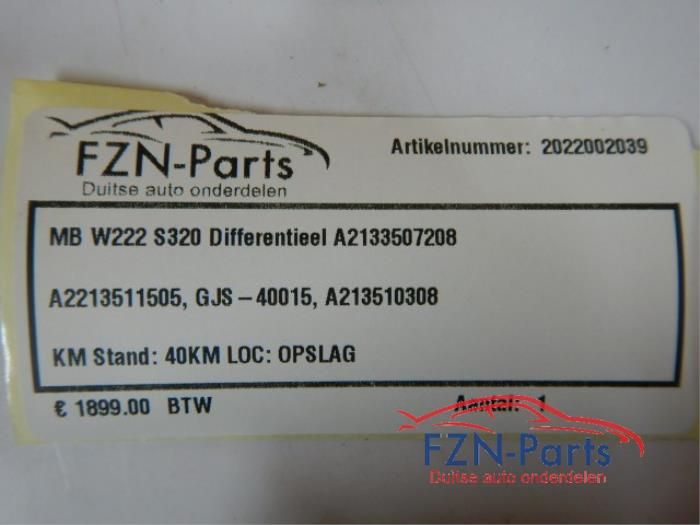 FZN-Parts
Duitse auto onderdelen
Artikelnummer: 2022002039
MB W222 S320 Differentieel A2133507208
A2213511505, GJS-40015, A213510308
KM Stand: 40KM LOC: OPSLAG
€ 1899.00 BTW
Aantal: 1
FZN-Parts
Duitse auto onderdelen